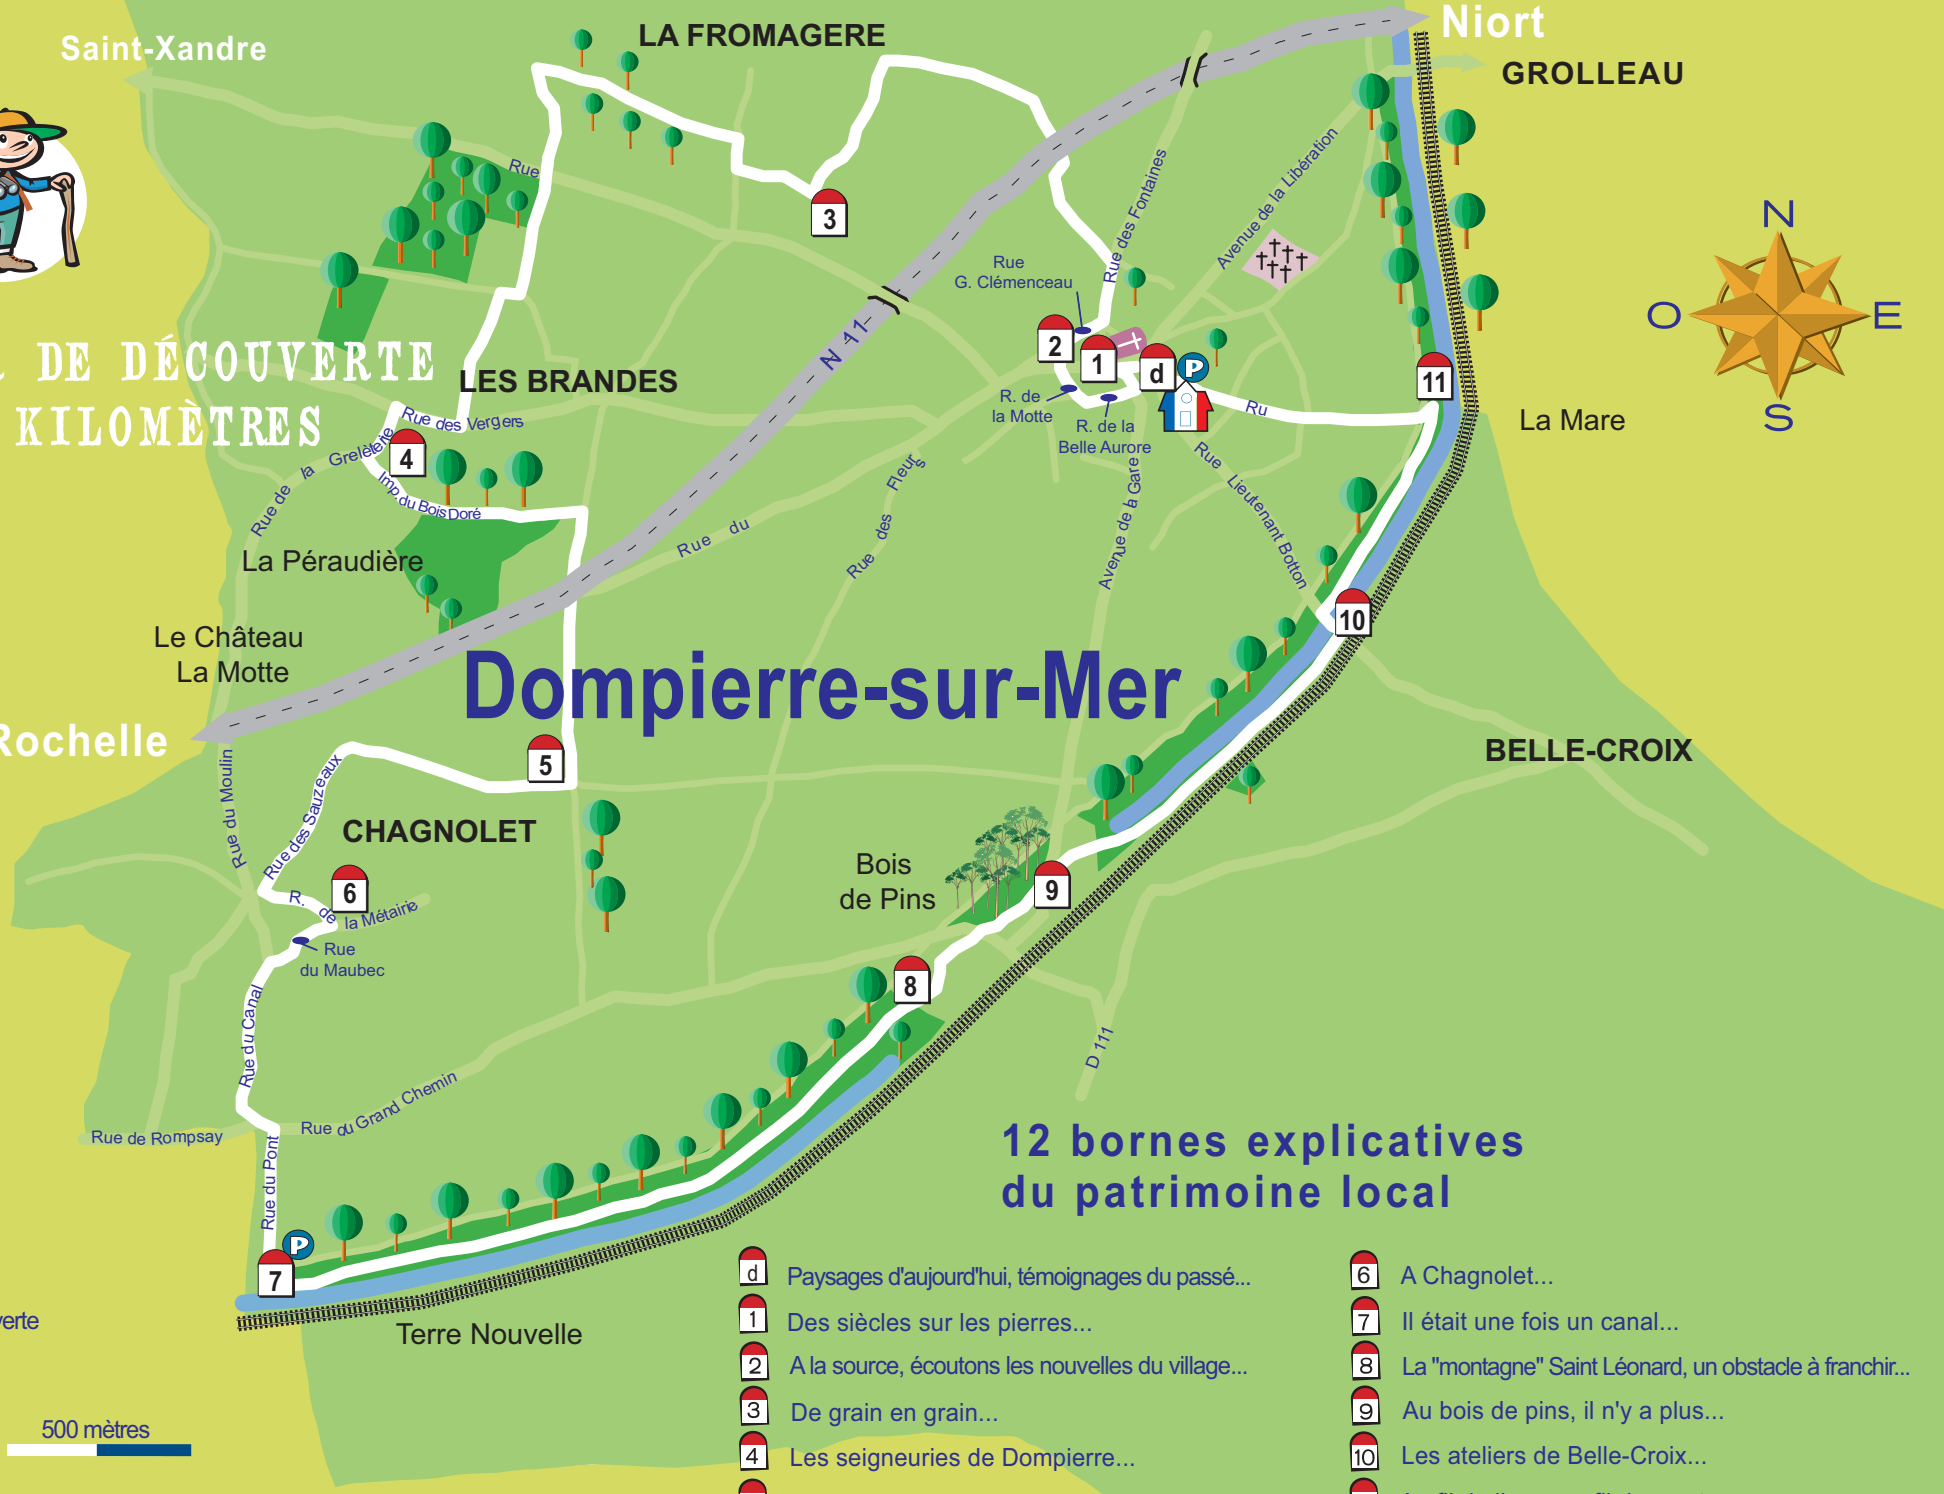 Saint-Xandre
LA FROMAGERE
Niort
GROLLEAU
Rue
Rue des Fontaines
Avenue de la Libération
N
O
E
S
Rue
G. Clémenceau
N 11
DE DÉCOUVERTE
KILOMÈTRES
LES BRANDES
2
1
d
P
3
11
La Mare
R. de
la Motte
R. de la
Belle Aurore
Ru
Rue des Vergers
4
Rue de la Greleterie
Imp. du Bois Doré
Rue des Fleurs
Rue du
Avenue de la Gare
Rue Lieutenant Botton
La Péraudière
10
Le Château
La Motte
Dompierre-sur-Mer
Rochelle
5
BELLE-CROIX
Rue du Moulin
Rue des Sauzeaux
CHAGNOLET
6
Bois
de Pins
9
R. de la Métairie
Rue
du Maubec
8
Rue du Canal
D 111
Rue du Grand Chemin
Rue de Rompsay
Rue du Pont
P
7
Terre Nouvelle
verte
500 mètres
12 bornes explicatives
du patrimoine local
d Paysages d'aujourd'hui, témoignages du passé...
1 Des siècles sur les pierres...
2 A la source, écoutons les nouvelles du village...
3 De grain en grain...
4 Les seigneuries de Dompierre...
6 A Chagnolet...
7 Il était une fois un canal...
8 La "montagne" Saint Léonard, un obstacle à franchir...
9 Au bois de pins, il n'y a plus...
10 Les ateliers de Belle-Croix...